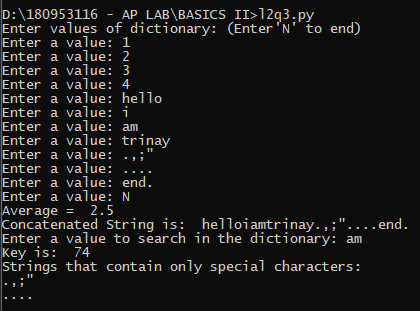 D:\180953116 - AP LAB\BASICS II>l2q3.py
Enter values of dictionary: (Enter'N' to end)
Enter a value: 1
Enter a value: 2
Enter a value: 3
Enter a value: 4
Enter a value: hello
Enter a value: i
Enter a value: am
Enter a value: trinay
Enter a value: .,;"
Enter a value: ....
Enter a value: end.
Enter a value: N
Average =  2.5
Concatenated String is:  helloiamtrinay.,;"....end.
Enter a value to search in the dictionary: am
Key is:  74
Strings that contain only special characters:
.,;"
....